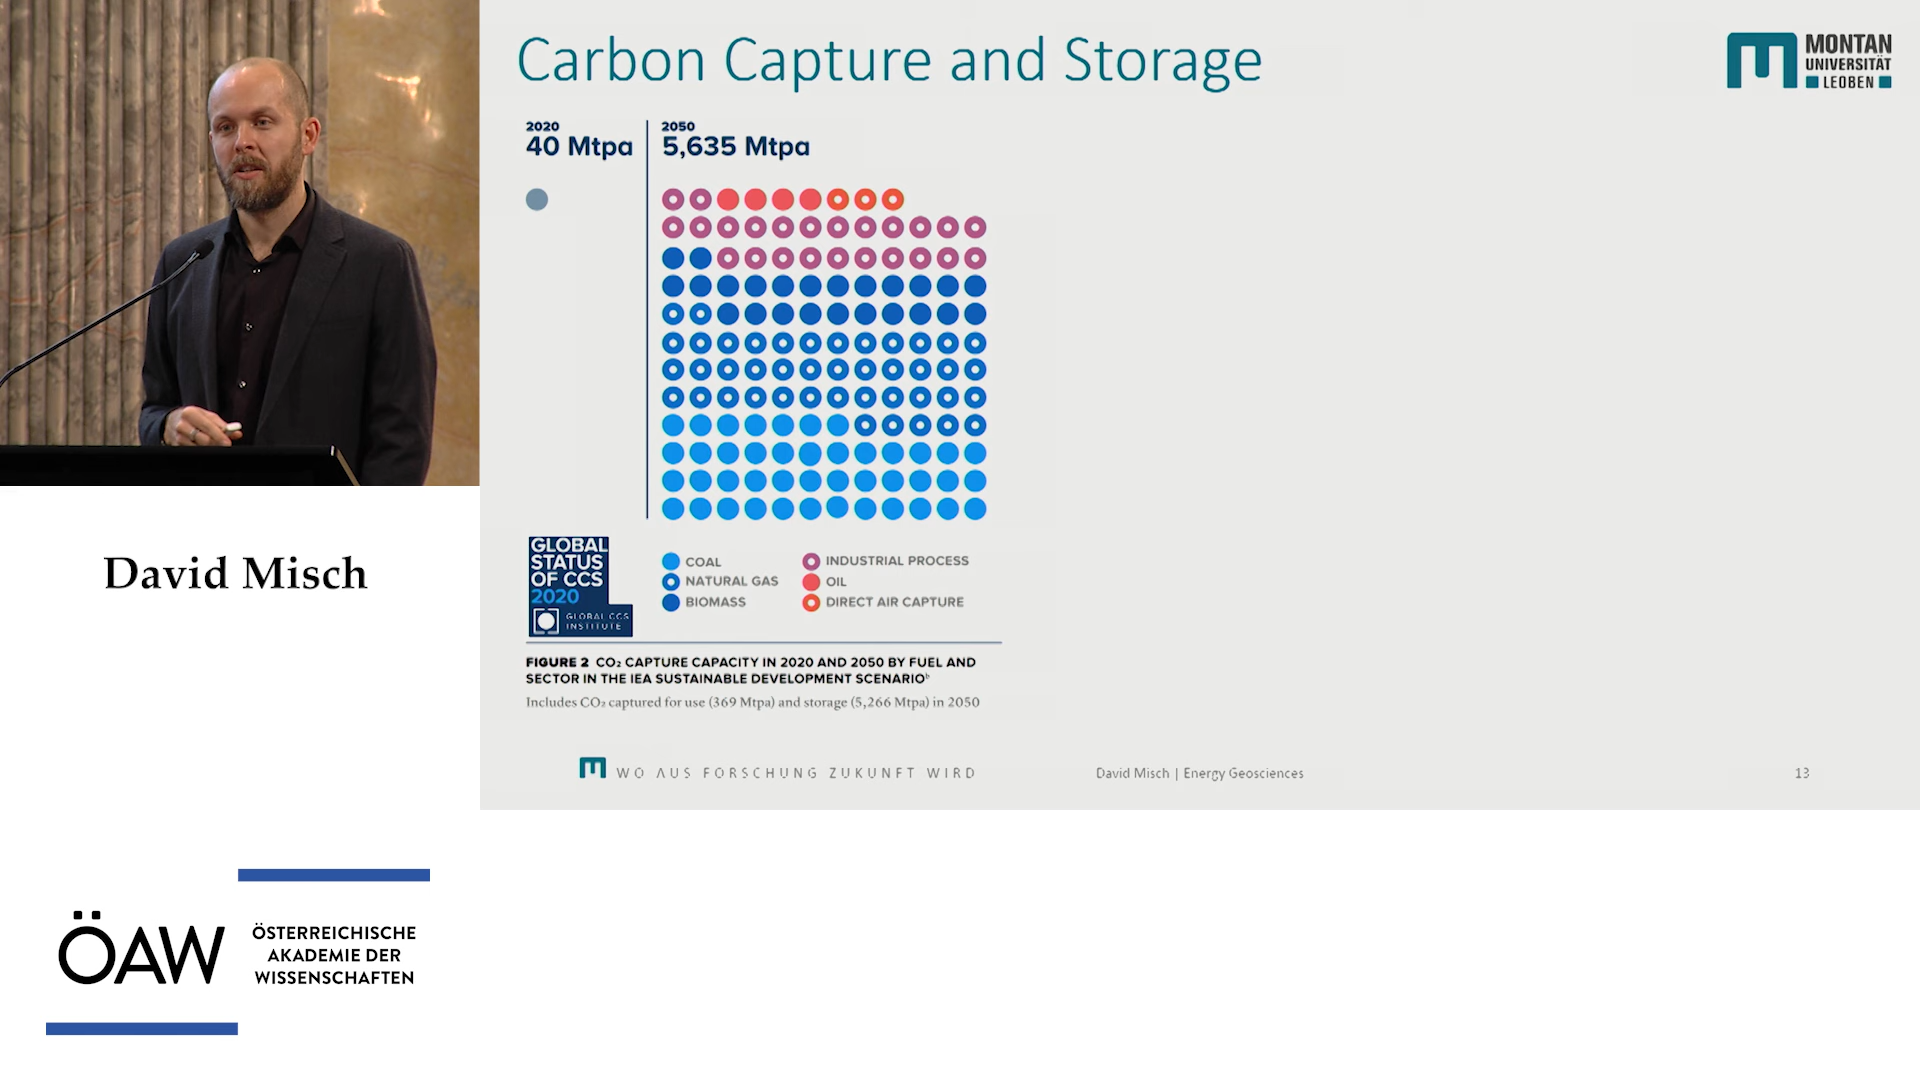 Carbon Capture and Storage
MONTAN
UNIVERSITÄT
LEOBEN
2020
40 Mtpa
2050
5,635 Mtpa
GLOBAL
STATUS
OF CCS
2020
GLOBAL CCS
INSTITUTE
COAL
NATURAL GAS
BIOMASS
INDUSTRIAL PROCESS
OIL
DIRECT AIR CAPTURE
FIGURE 2 CO₂ CAPTURE CAPACITY IN 2020 AND 2050 BY FUEL AND
SECTOR IN THE IEA SUSTAINABLE DEVELOPMENT SCENARIOᵇ
Includes CO₂ captured for use (369 Mtpa) and storage (5,266 Mtpa) in 2050
WO AUS FORSCHUNG ZUKUNFT WIRD
David Misch | Energy Geosciences
13
David Misch
ÖAW
ÖSTERREICHISCHE
AKADEMIE DER
WISSENSCHAFTEN